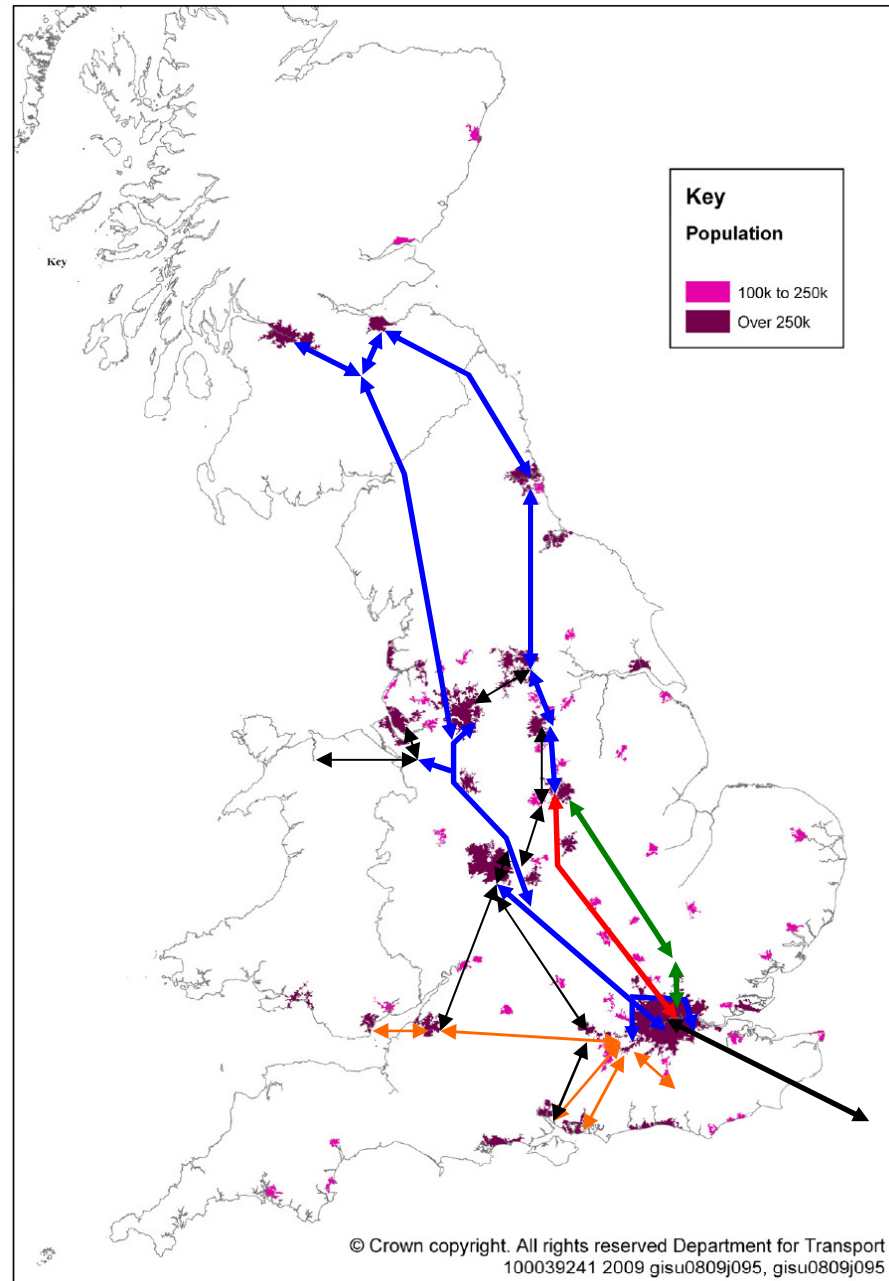 Key
Population
100k to 250k
Over 250k
Key
© Crown copyright. All rights reserved Department for Transport
100039241 2009 gisu0809j095, gisu0809j095